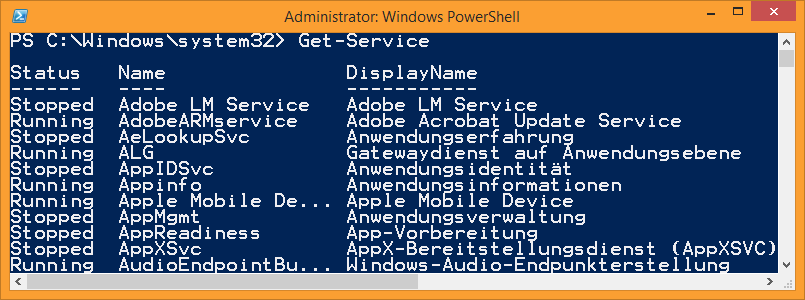 Administrator: Windows PowerShell
PS C:\Windows\system32> Get-Service
Status Name DisplayName
------ ---- -----------
Stopped Adobe LM Service Adobe LM Service
Running AdobeARMservice Adobe Acrobat Update Service
Stopped AeLookupSvc Anwendungserfahrung
Running ALG Gatewaydienst auf Anwendungsebene
Stopped AppIDSvc Anwendungsidentität
Running Appinfo Anwendungsinformationen
Running Apple Mobile De... Apple Mobile Device
Stopped AppMgmt Anwendungsverwaltung
Stopped AppReadiness App-Vorbereitung
Stopped AppXSvc AppX-Bereitstellungsdienst (AppXSVC)
Running AudioEndpointBu... Windows-Audio-Endpunkterstellung